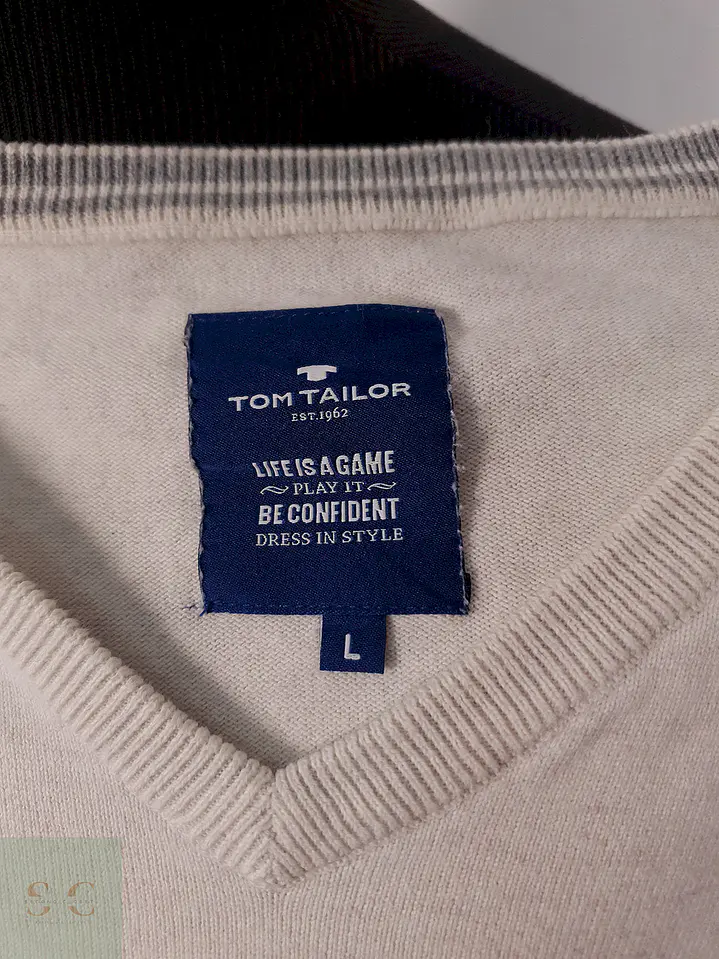 TOM TAILOR
EST.1962
LIFE IS A GAME
PLAY IT
BE CONFIDENT
DRESS IN STYLE
L
S C